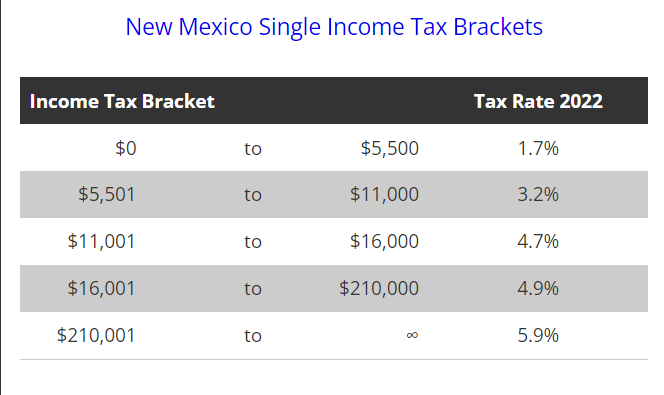 New Mexico Single Income Tax Brackets
Income Tax Bracket Tax Rate 2022
$0 to $5,500 1.7%
$5,501 to $11,000 3.2%
$11,001 to $16,000 4.7%
$16,001 to $210,000 4.9%
$210,001 to ∞ 5.9%